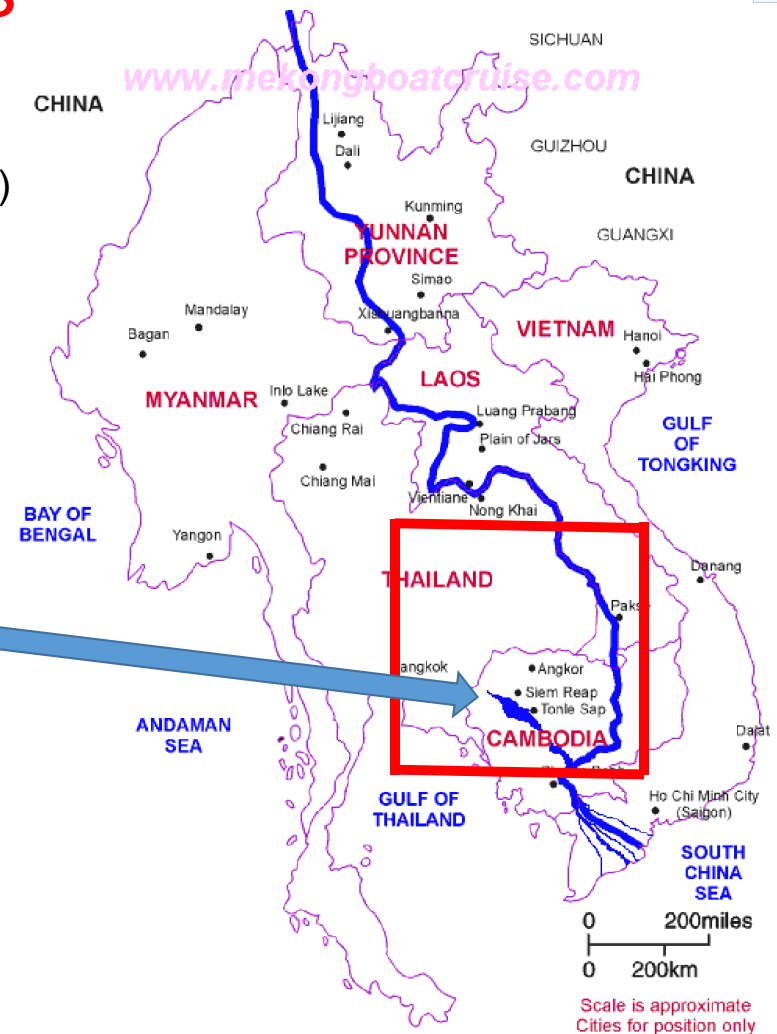 SICHUAN
www.mekongboatcruise.com
CHINA
Lijiang
Dali
GUIZHOU
)
CHINA
Kunming
YUNNAN
PROVINCE
GUANGXI
Simao
Xishuangbanna
Mandalay
Bagan
VIETNAM
Hanoi
Hai Phong
LAOS
MYANMAR
Inlo Lake
Chiang Rai
Luang Prabang
Plain of Jars
GULF
OF
TONGKING
Chiang Mai
Vientiane
Nong Khai
BAY OF
BENGAL
Yangon
THAILAND
Danang
Pakse
angkok
Angkor
Siem Reap
Tonle Sap
ANDAMAN
SEA
CAMBODIA
Dalat
GULF OF
THAILAND
Ho Chi Minh City
(Saigon)
SOUTH
CHINA
SEA
0 200miles
0 200km
Scale is approximate
Cities for position only